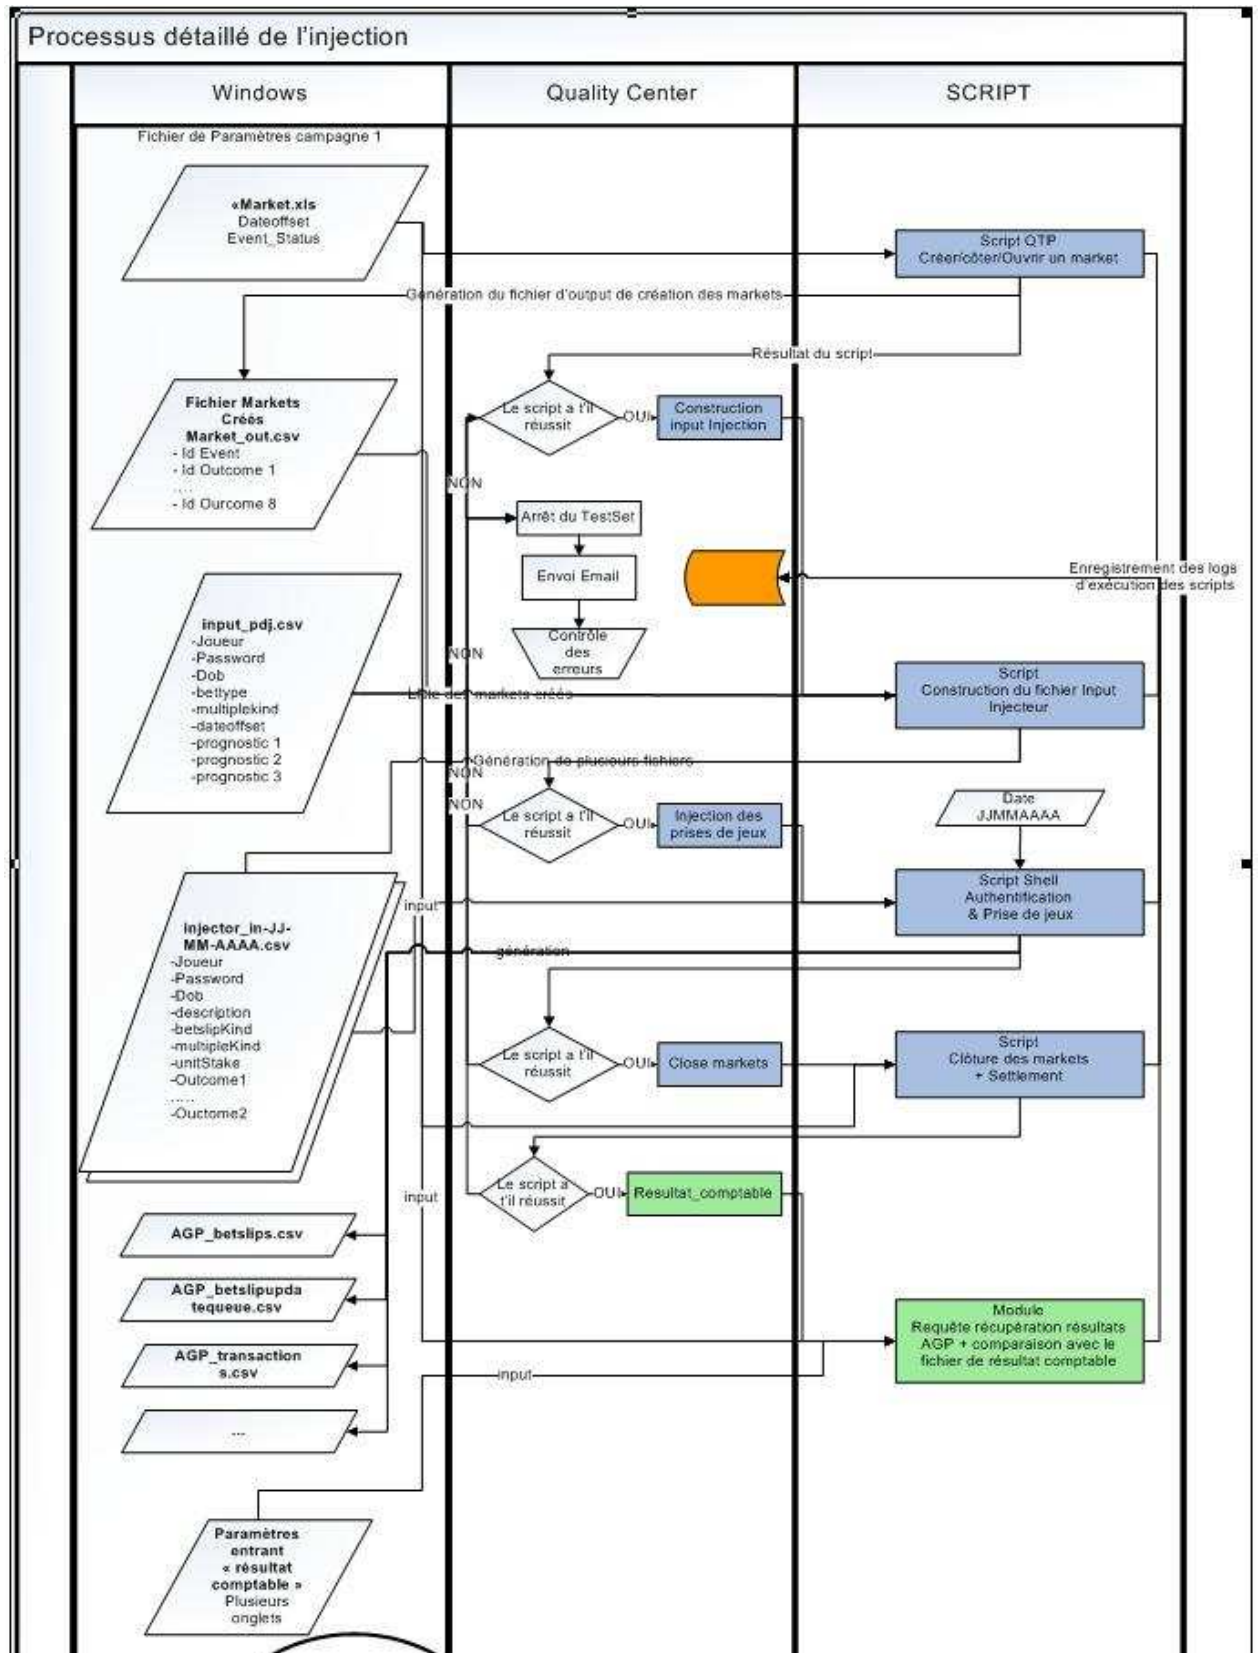 Processus détaillé de l'injection
Windows
Quality Center
SCRIPT
Fichier de Paramètres campagne 1
«Market.xls
Dateoffset
Event_Status
Script QTP
Créer/côter/Ouvrir un market
Génération du fichier d'output de création des markets
Résultat du script
Fichier Markets
Créés
Market_out.csv
- Id Event
- Id Outcome 1
.....
- Id Ourcome 8
Le script a t'il
réussit
OUI
Construction
input Injection
NON
Arrêt du TestSet
Envoi Email
Contrôle
des
erreurs
Enregistrement des logs
d'exécution des scripts
input_pdj.csv
-Joueur
-Password
-Dob
-bettype
-multiplekind
-dateoffset
-prognostic 1
-prognostic 2
-prognostic 3
NON
des markets créés
Script
Construction du fichier Input
Injecteur
Génération de plusieurs fichiers
NON
NON
Le script a t'il
réussit
OUI
Injection des
prises de jeux
Date
JJMMAAAA
Script Shell
Authentification
& Prise de jeux
input
génération
injector_in-JJ-
MM-AAAA.csv
-Joueur
-Password
-Dob
-description
-betslipKind
-multipleKind
-unitStake
-Outcome1
......
-Ouctome2
Le script a t'il
réussit
OUI
Close markets
Script
Clôture des markets
+ Settlement
Le script a
t'il réussit
OUI
Resultat_comptable
input
AGP_betslips.csv
AGP_betslipupda
tequeue.csv
AGP_transaction
s.csv
...
Module
Requête récupération résultats
AGP + comparaison avec le
fichier de résultat comptable
input
Paramètres
entrant
« résultat
comptable »
Plusieurs
onglets